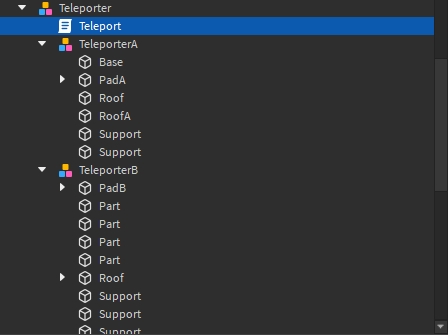 Teleporter
Teleport
TeleporterA
Base
PadA
Roof
RoofA
Support
Support
TeleporterB
PadB
Part
Part
Part
Part
Roof
Support
Support
Support